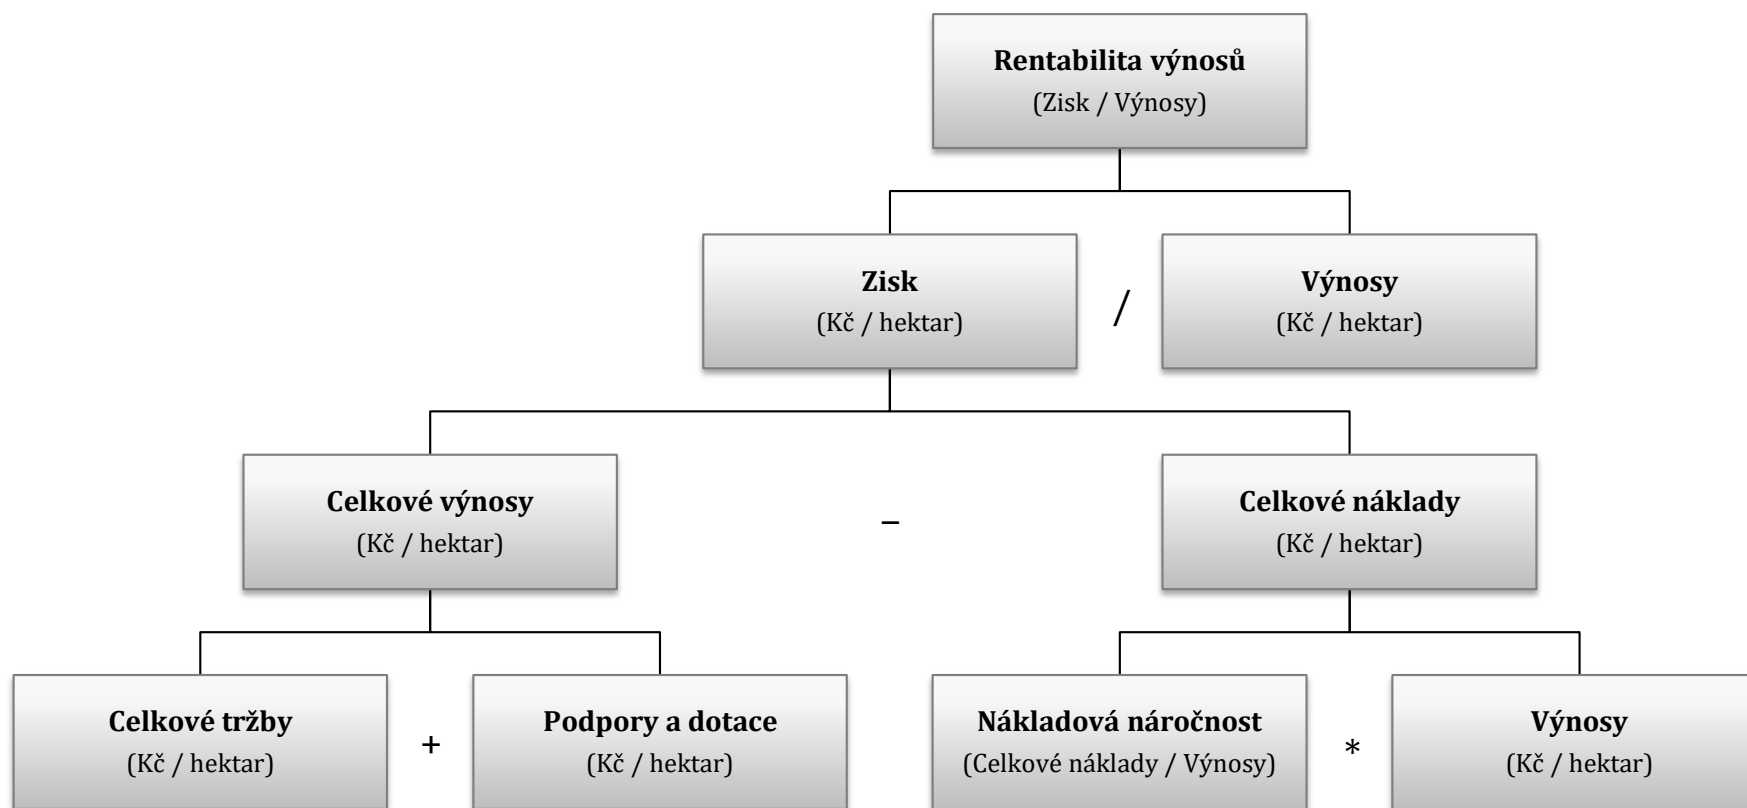 Rentabilita výnosů
(Zisk / Výnosy)
Zisk
(Kč / hektar)
/
Výnosy
(Kč / hektar)
Celkové výnosy
(Kč / hektar)
–
Celkové náklady
(Kč / hektar)
Celkové tržby
(Kč / hektar)
+
Podpory a dotace
(Kč / hektar)
Nákladová náročnost
(Celkové náklady / Výnosy)
*
Výnosy
(Kč / hektar)